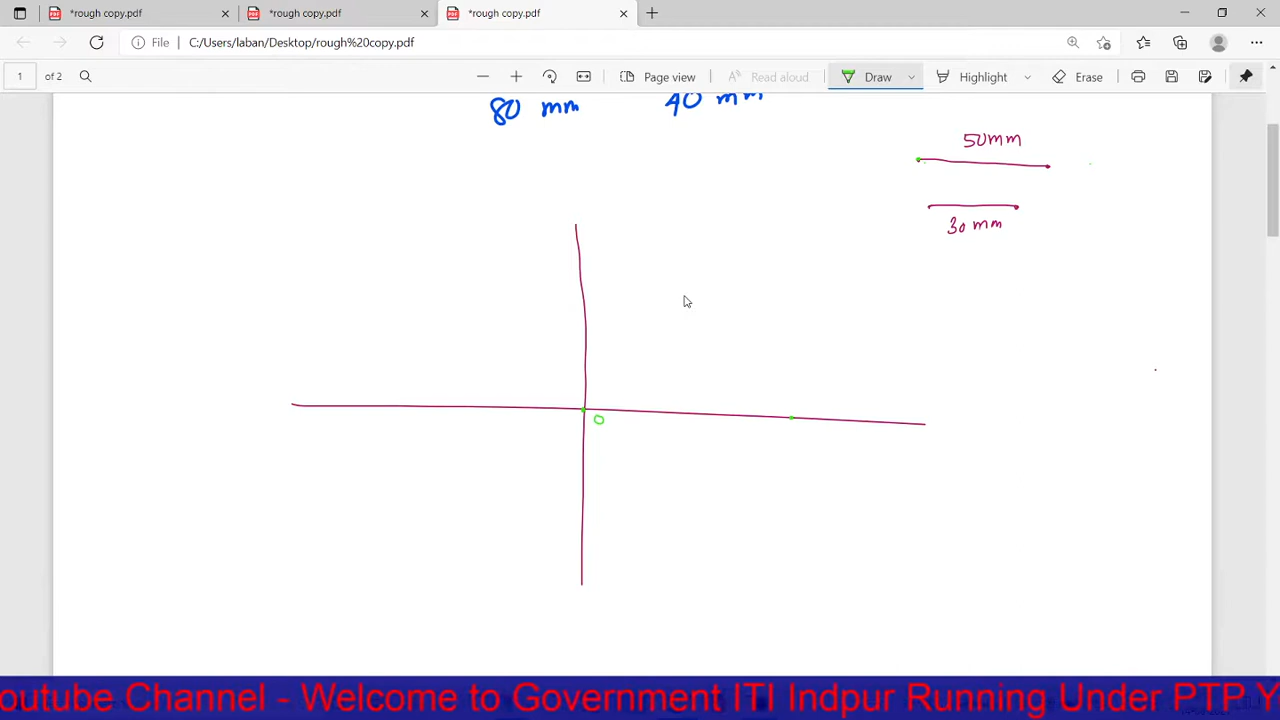 *rough copy.pdf
*rough copy.pdf
*rough copy.pdf
File C:/Users/laban/Desktop/rough%20copy.pdf
1 of 2 Page view Read aloud Draw Highlight Erase
80 mm 40 mm
50mm
30 mm
O
outube Channel - Welcome to Government ITI Indpur Running Under PTP Y